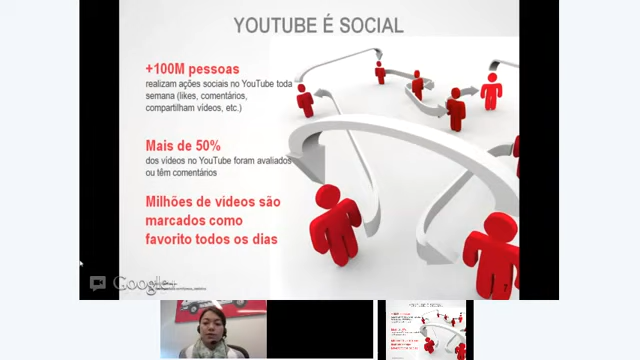 YOUTUBE É SOCIAL
+100M pessoas
realizam ações sociais no YouTube toda
semana (likes, comentários,
compartilham vídeos, etc.)
Mais de 50%
dos vídeos no YouTube foram avaliados
ou têm comentários
Milhões de vídeos são
marcados como
favorito todos os dias
Google+
YOUTUBE É SOCIAL